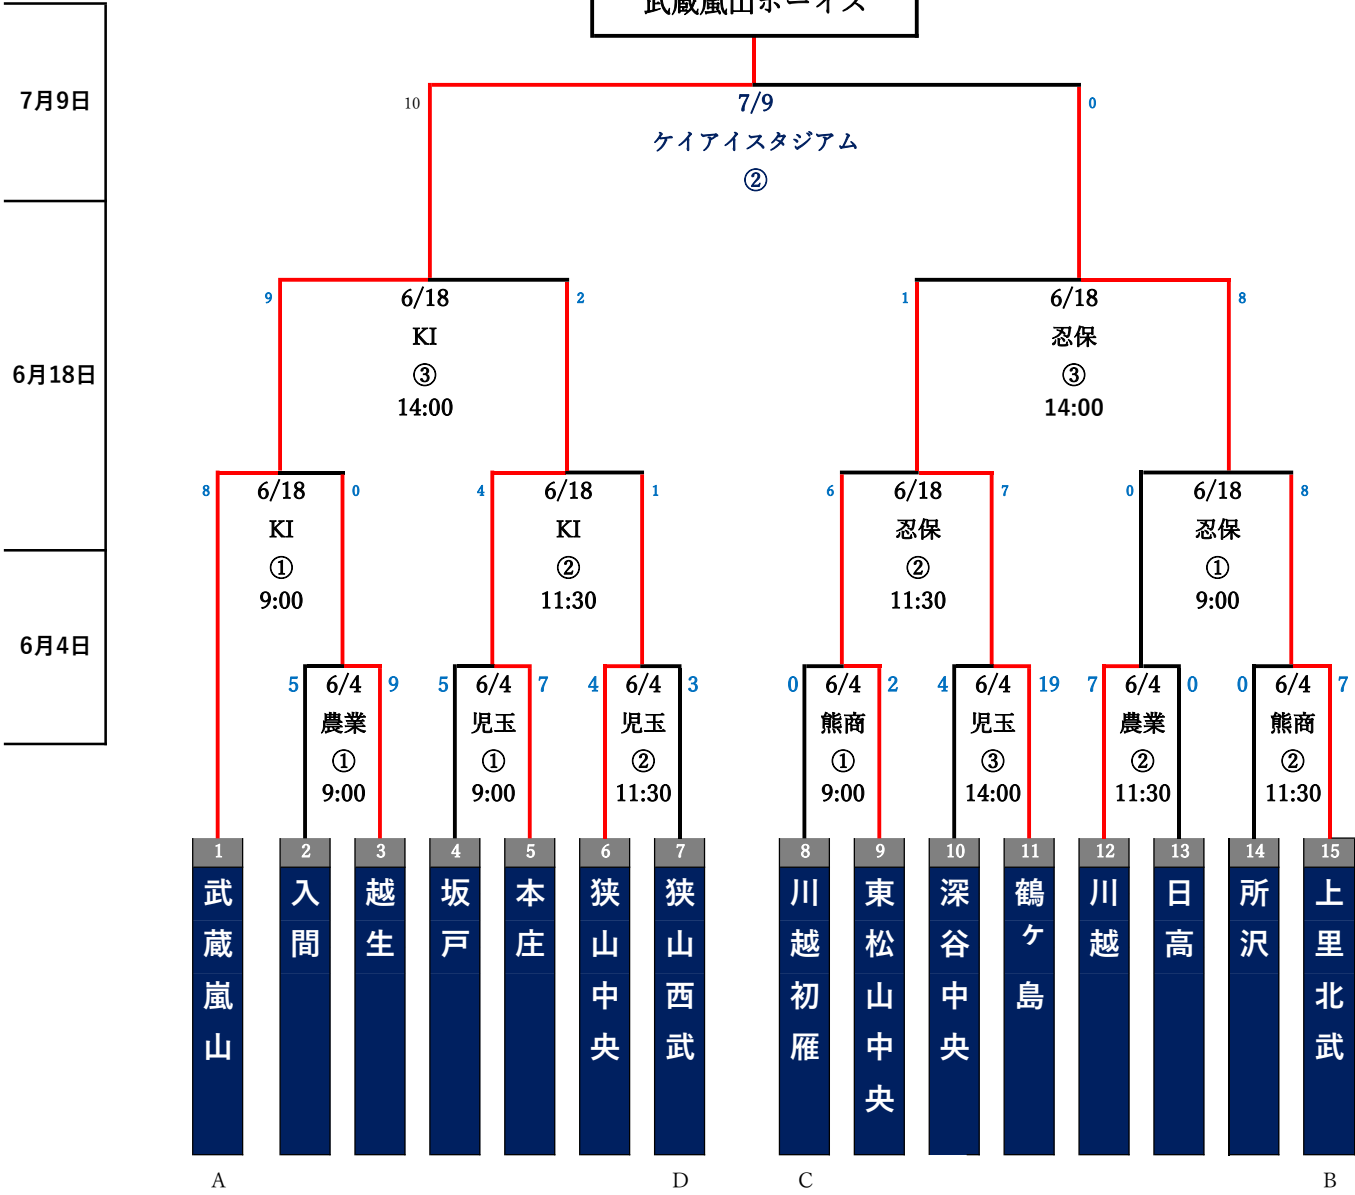 武蔵嵐山ボーイズ
7月9日
10
7/9
0
ケイアイスタジアム
②
6月18日
9
6/18
2
1
6/18
8
KI
忍保
③
③
14:00
14:00
8
6/18
0
4
6/18
1
6
6/18
7
0
6/18
8
KI
KI
忍保
忍保
①
②
②
①
9:00
11:30
11:30
9:00
6月4日
5
6/4
9
5
6/4
7
4
6/4
3
0
6/4
2
4
6/4
19
7
6/4
0
0
6/4
7
農業
児玉
児玉
熊商
児玉
農業
熊商
①
①
②
①
③
②
②
9:00
9:00
11:30
9:00
14:00
11:30
11:30
1
2
3
4
5
6
7
8
9
10
11
12
13
14
15
武蔵嵐山
入間
越生
坂戸
本庄
狭山中央
狭山西武
川越初雁
東松山中央
深谷中央
鶴ヶ島
川越
日高
所沢
上里北武
A
D
C
B